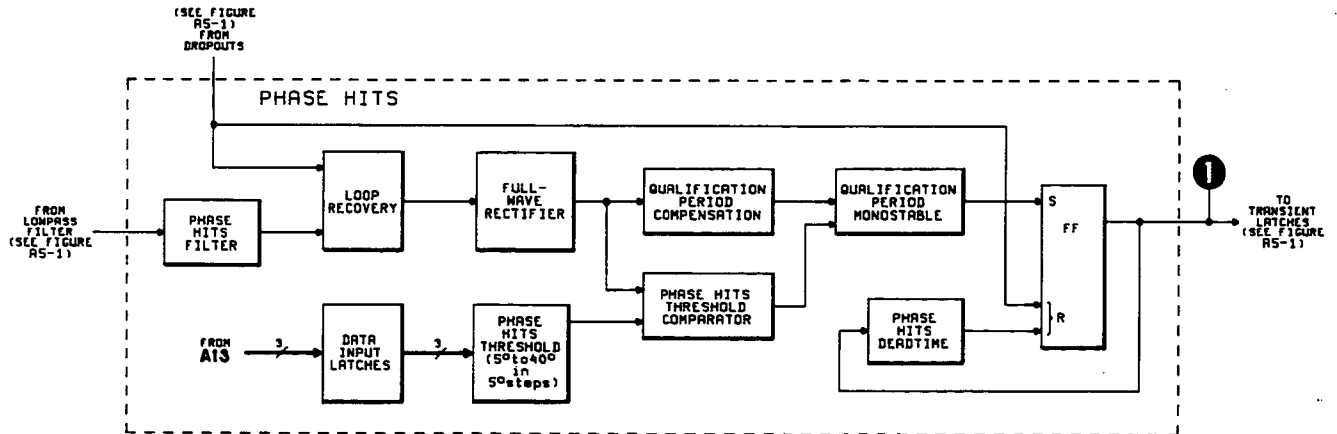 (SEE FIGURE
A5-1)
FROM
DROPOUTS
PHASE HITS
FROM
LOWPASS
FILTER
(SEE FIGURE
A5-1)
PHASE
HITS
FILTER
LOOP
RECOVERY
FULL-
WAVE
RECTIFIER
QUALIFICATION
PERIOD
COMPENSATION
QUALIFICATION
PERIOD
MONOSTABLE
S
FF
R
1
TO
TRANSIENT
LATCHES
(SEE FIGURE
A5-1)
FROM
A13
3
DATA
INPUT
LATCHES
3
PHASE
HITS
THRESHOLD
(5°to40°
in
5°steps)
PHASE HITS
THRESHOLD
COMPARATOR
PHASE
HITS
DEADTIME